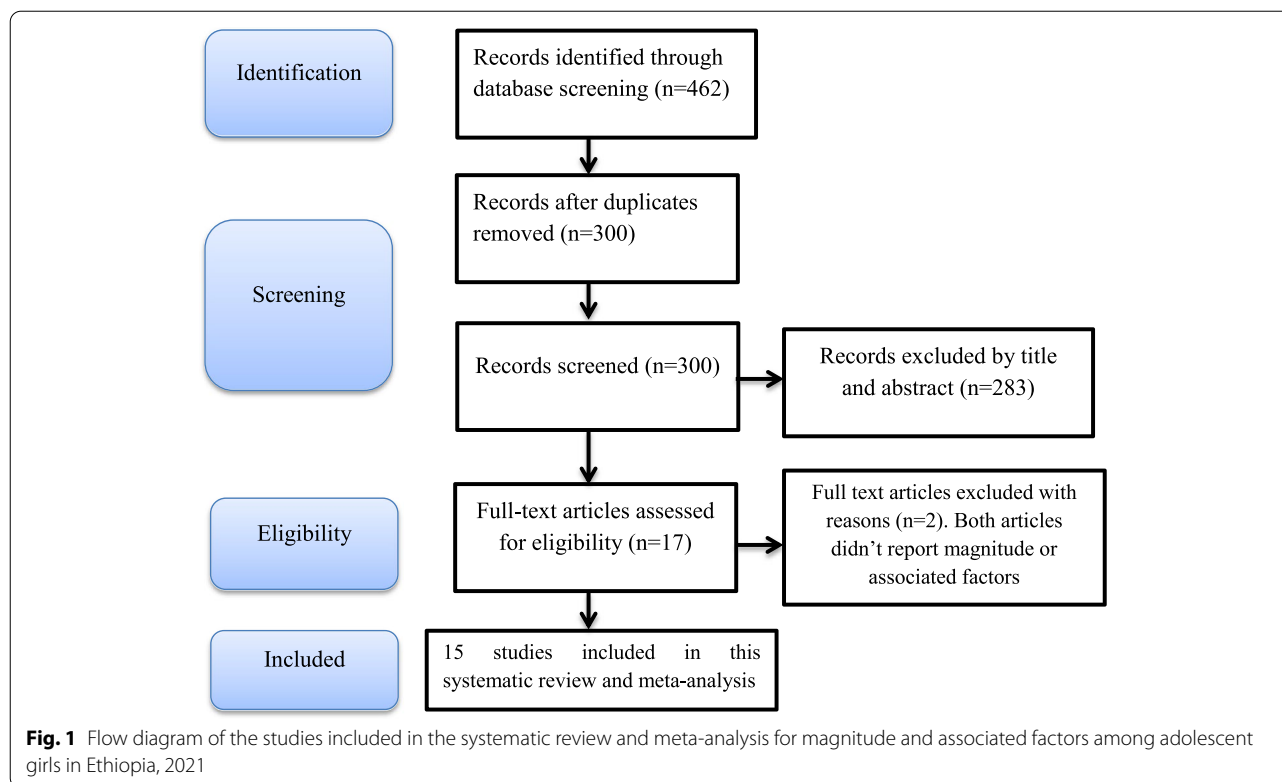 Identification
Records identified through
database screening (n=462)
Records after duplicates
removed (n=300)
Screening
Records screened (n=300)
Records excluded by title
and abstract (n=283)
Eligibility
Full-text articles assessed
for eligibility (n=17)
Full text articles excluded with
reasons (n=2). Both articles
didn't report magnitude or
associated factors
Included
15 studies included in this
systematic review and meta-analysis
Fig. 1 Flow diagram of the studies included in the systematic review and meta-analysis for magnitude and associated factors among adolescent
girls in Ethiopia, 2021